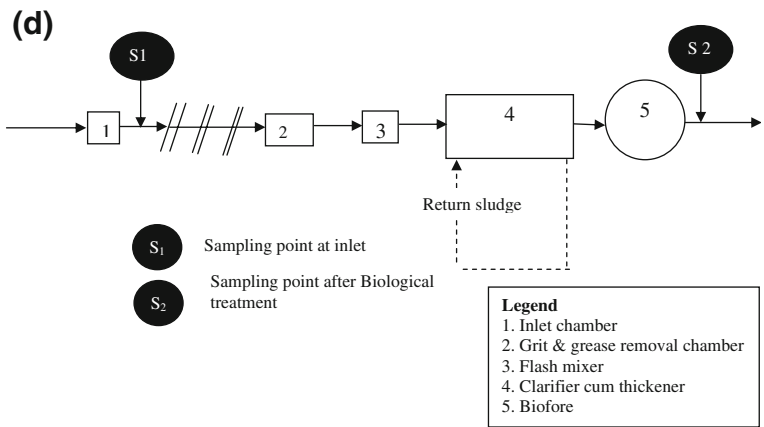 (d)
S1
S 2
1
2
3
4
5
Return sludge
S1
Sampling point at inlet
S2
Sampling point after Biological
treatment
Legend
1. Inlet chamber
2. Grit & grease removal chamber
3. Flash mixer
4. Clarifier cum thickener
5. Biofore